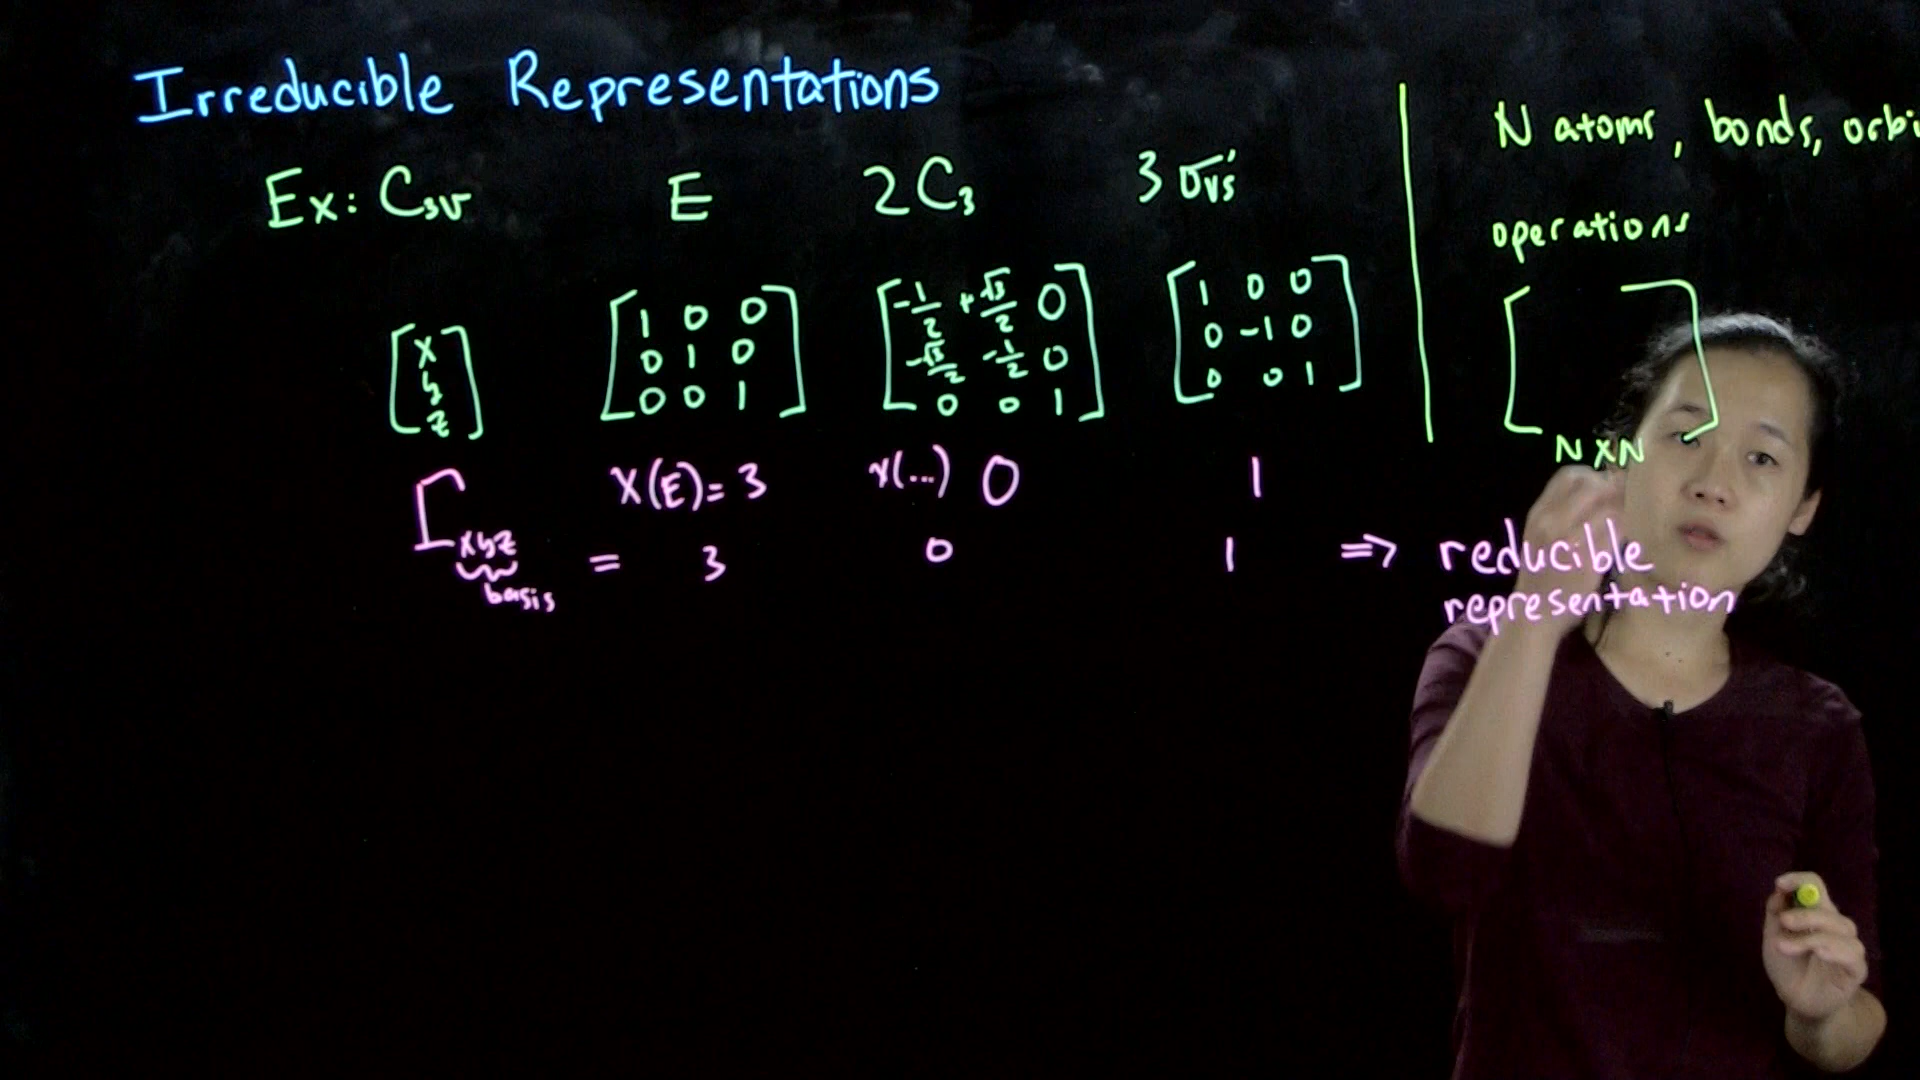 Irreducible Representations
Ex: C3v E 2C3 3σv's
[x y z] [1 0 0 0 1 0 0 0 1] [-1/2 +√3/2 0 -√3/2 -1/2 0 0 0 1] [1 0 0 0 -1 0 0 0 1]
Γxyz χ(E)=3 χ(...) 0 1
basis = 3 0 1 => reducible
representation
N atoms, bonds,
operations
[ ] N x N